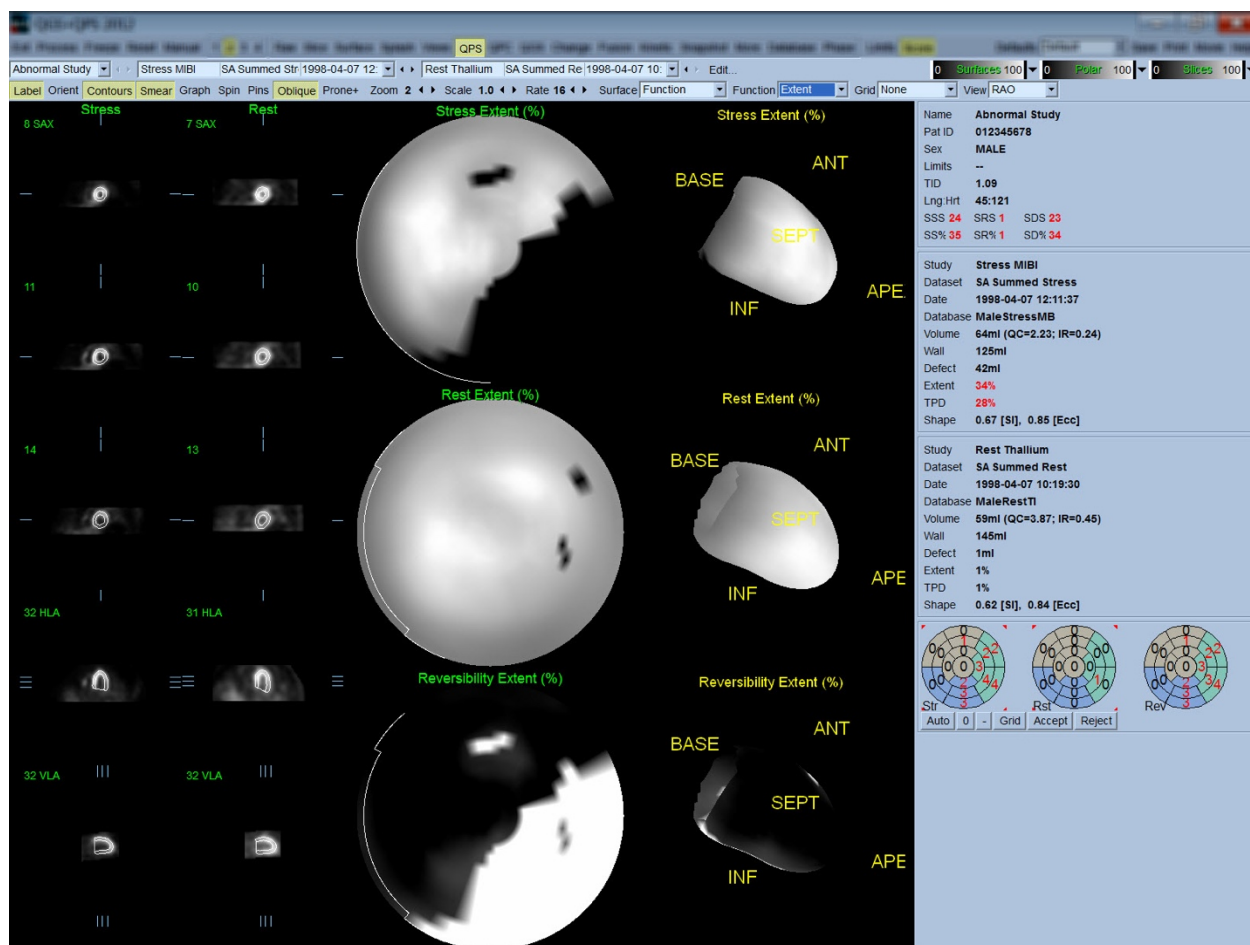 QGS+QPS 2012
QPS
Abnormal Study Stress MIBI SA Summed Str 1998-04-07 12: Rest Thallium SA Summed Re 1998-04-07 10: Edit... 0 Surfaces 100 0 Polar 100 0 Slices 100
Label Orient Contours Smear Graph Spin Pins Oblique Prone+ Zoom 2 Scale 1.0 Rate 16 Surface Function Function Extent Grid None View RAO
Stress Rest Stress Extent (%) Stress Extent (%)
8 SAX 7 SAX
ANT
BASE
SEPT
11 10
APE
INF
Rest Extent (%) Rest Extent (%)
14 13
ANT
BASE
SEPT
APE
INF
32 HLA 31 HLA
Reversibility Extent (%) Reversibility Extent (%)
ANT
BASE
32 VLA 32 VLA
SEPT
APE
INF
Name Abnormal Study
Pat ID 012345678
Sex MALE
Limits --
TID 1.09
Lng:Hrt 45:121
SSS 24 SRS 1 SDS 23
SS% 35 SR% 1 SD% 34
Study Stress MIBI
Dataset SA Summed Stress
Date 1998-04-07 12:11:37
Database MaleStressMB
Volume 64ml (QC=2.23; IR=0.24)
Wall 125ml
Defect 42ml
Extent 34%
TPD 28%
Shape 0.67 [SI], 0.85 [Ecc]
Study Rest Thallium
Dataset SA Summed Rest
Date 1998-04-07 10:19:30
Database MaleRestTl
Volume 59ml (QC=3.87; IR=0.45)
Wall 145ml
Defect 1ml
Extent 1%
TPD 1%
Shape 0.62 [SI], 0.84 [Ecc]
Str Rst Rev
Auto 0 - Grid Accept Reject